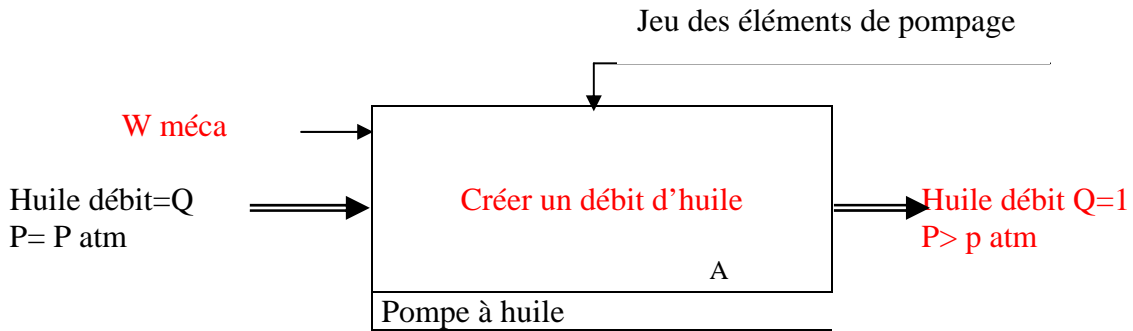 Jeu des éléments de pompage
W méca
Huile débit=Q
P= P atm
Créer un débit d’huile
Huile débit Q=1
P> p atm
A
Pompe à huile